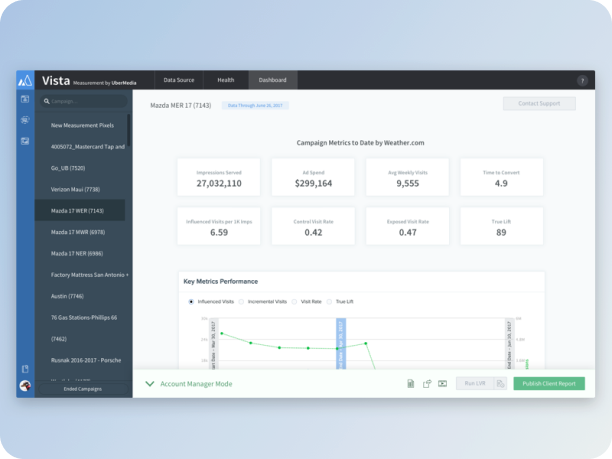 Vista Measurement by UberMedia
Data Source Health Dashboard ?
Campaign...
New Measurement Pixels
4005072_Mastercard Tap and
Go_UB (7520)
Verizon Maui (7738)
Mazda 17 WER (7143)
Mazda 17 MWR (6978)
Mazda 17 NER (6986)
Factory Mattress San Antonio +
Austin (7746)
76 Gas Stations-Phillips 66
(7462)
Rusnak 2016-2017 - Porsche
Ended Campaigns
Mazda MER 17 (7143) Data Through June 20, 2017 Contact Support
Campaign Metrics to Date by Weather.com
Impressions Served
27,032,110
Ad Spend
$299,164
Avg Weekly Visits
9,555
Time to Convert
4.9
Influenced Visits per 1K Imps
6.59
Control Visit Rate
0.42
Exposed Visit Rate
0.47
True Lift
89
Key Metrics Performance
Influenced Visits Incremental Visits Visit Rate True Lift
Account Manager Mode
Run LVR
Publish Client Report